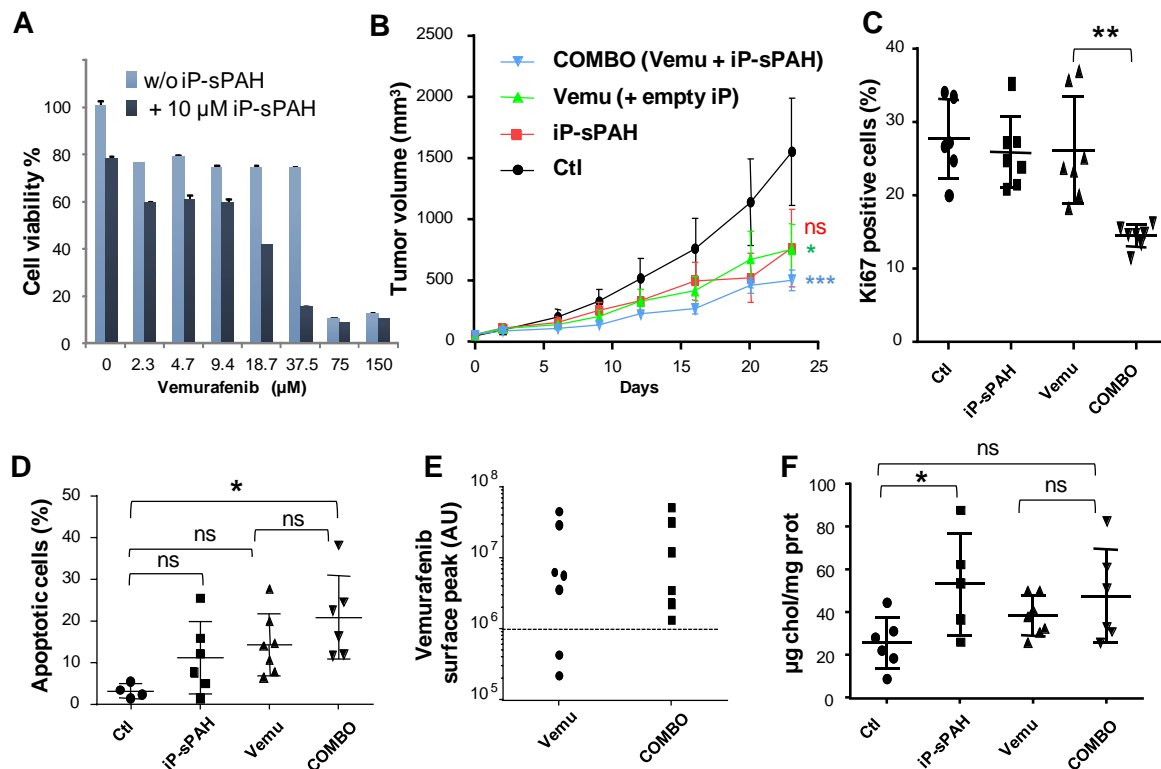 A
w/o iP-sPAH
+ 10 µM iP-sPAH
Cell viability %
100
80
60
40
20
0
0 2.3 4.7 9.4 18.7 37.5 75 150
Vemurafenib (µM)
B
COMBO (Vemu + iP-sPAH)
Vemu (+ empty iP)
iP-sPAH
Ctl
Tumor volume (mm³)
2500
2000
1500
1000
500
0
ns
*
***
0 5 10 15 20 25
Days
C
**
Ki67 positive cells (%)
40
30
20
10
0
Ctl
iP-sPAH
Vemu
COMBO
D
*
ns
ns
ns
Apoptotic cells (%)
50
40
30
20
10
0
Ctl
iP-sPAH
Vemu
COMBO
E
Vemurafenib
surface peak (AU)
10⁸
10⁷
10⁶
10⁵
Vemu
COMBO
F
ns
*
ns
µg chol/mg prot
100
80
60
40
20
0
Ctl
iP-sPAH
Vemu
COMBO